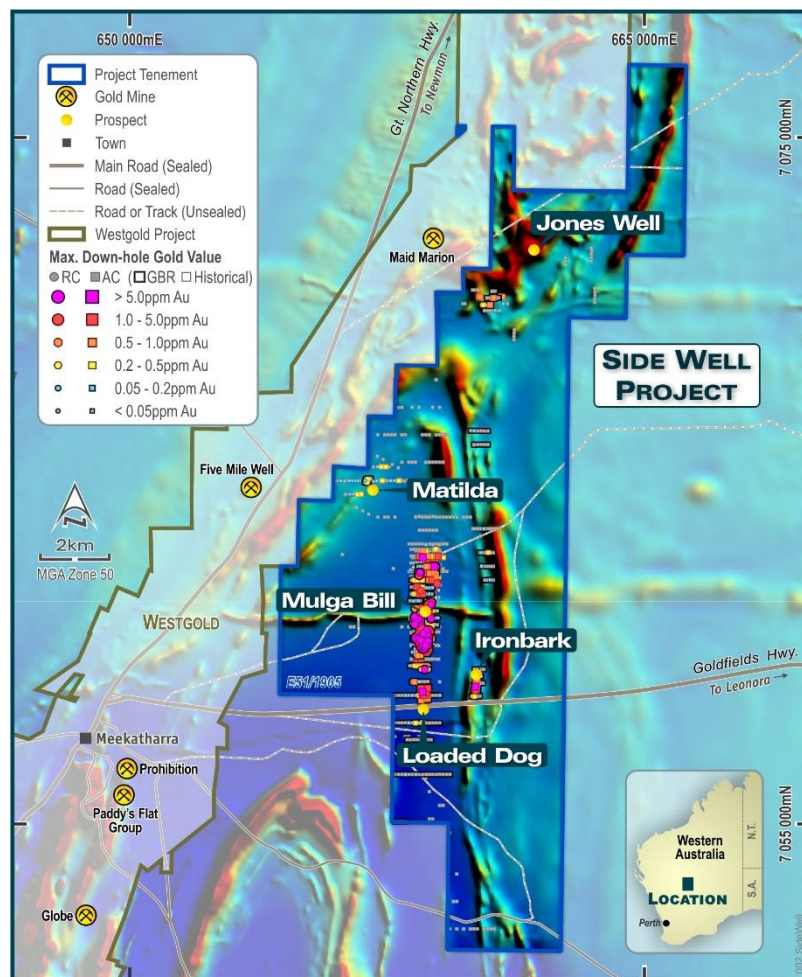 650 000mE
665 000mE
7 075 000mN
7 055 000mN
Project Tenement
Gold Mine
Prospect
Town
Main Road (Sealed)
Road (Sealed)
Road or Track (Unsealed)
Westgold Project
Max. Down-hole Gold Value
RC AC (GBR Historical)
> 5.0ppm Au
1.0 - 5.0ppm Au
0.5 - 1.0ppm Au
0.2 - 0.5ppm Au
0.05 - 0.2ppm Au
< 0.05ppm Au
Gt. Northern Hwy.
To Newman
Maid Marion
Jones Well
SIDE WELL
PROJECT
Five Mile Well
Matilda
2km
MGA Zone 50
WESTGOLD
Mulga Bill
Ironbark
E51/1905
Goldfields Hwy.
To Leonora
Meekatharra
Loaded Dog
Prohibition
Paddy's Flat
Group
Globe
Western
Australia
N.T.
S.A.
LOCATION
Perth